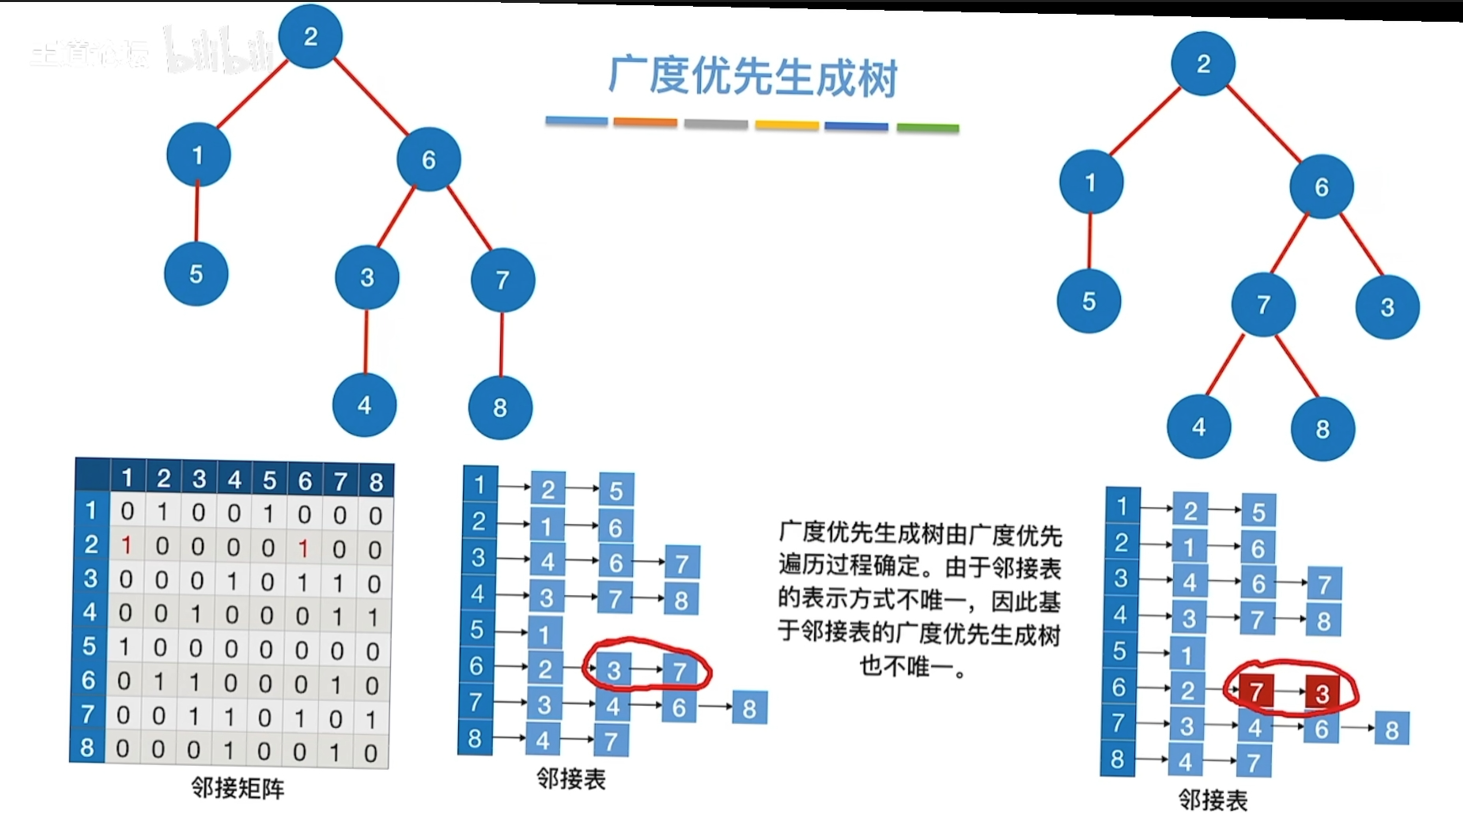 bilibili
广度优先生成树
2
1
6
5
3
7
4
8
2
1
6
5
7
3
4
8
1 2 3 4 5 6 7 8
1 0 1 0 0 1 0 0 0
2 1 0 0 0 0 1 0 0
3 0 0 0 1 0 1 1 0
4 0 0 1 0 0 0 1 1
5 1 0 0 0 0 0 0 0
6 0 1 1 0 0 0 1 0
7 0 0 1 1 0 1 0 1
8 0 0 0 1 0 0 1 0
邻接矩阵
1 2 5
2 1 6
3 4 6 7
4 3 7 8
5 1
6 2 3 7
7 3 4 6 8
8 4 7
邻接表
广度优先生成树由广度优先
遍历过程确定。由于邻接表
的表示方式不唯一，因此基
于邻接表的广度优先生成树
也不唯一。
1 2 5
2 1 6
3 4 6 7
4 3 7 8
5 1
6 2 7 3
7 3 4 6 8
8 4 7
邻接表